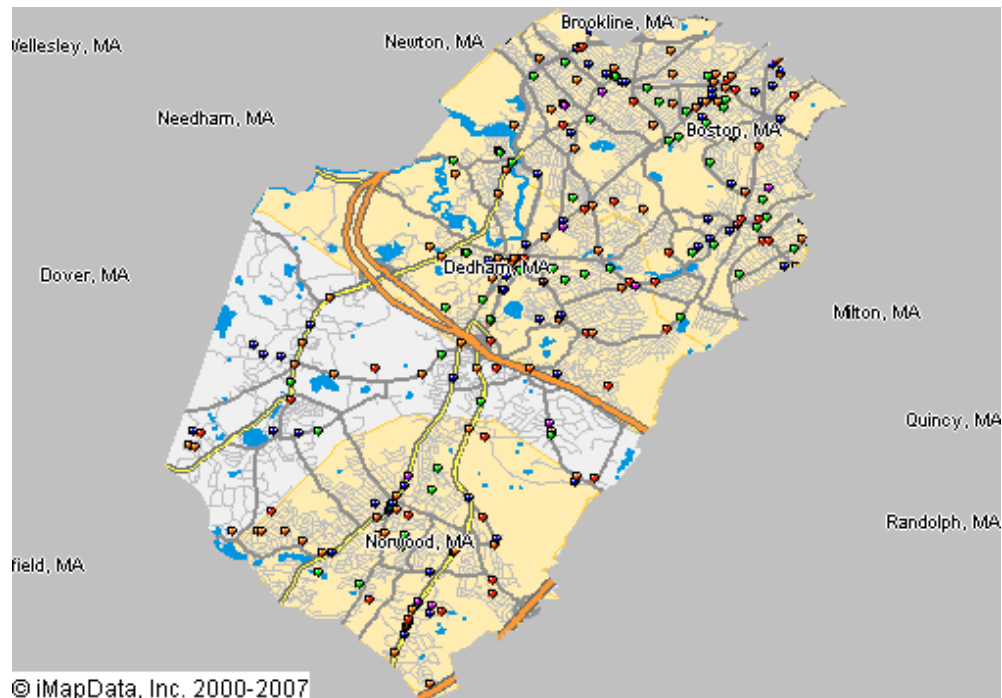 Brookline, MA
Wellesley, MA
Newton, MA
Needham, MA
Boston, MA
Dedham, MA
Dover, MA
Milton, MA
Quincy, MA
Randolph, MA
Norwood, MA
field, MA
© iMapData, Inc. 2000-2007